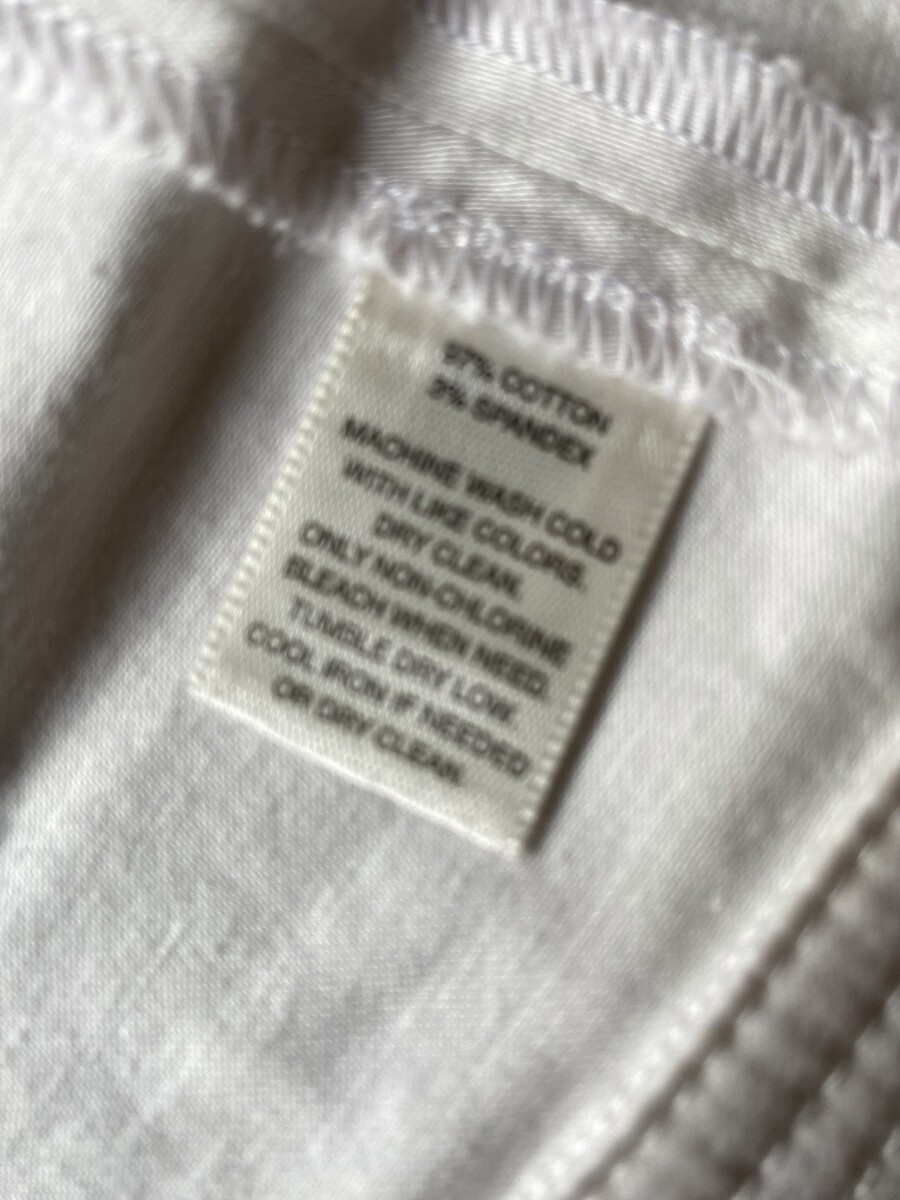 97% COTTON
3% SPANDEX
MACHINE WASH COLD
WITH LIKE COLORS.
DRY CLEAN.
ONLY NON-CHLORINE
BLEACH WHEN NEED.
TUMBLE DRY LOW.
COOL IRON IF NEEDED
OR DRY CLEAN.